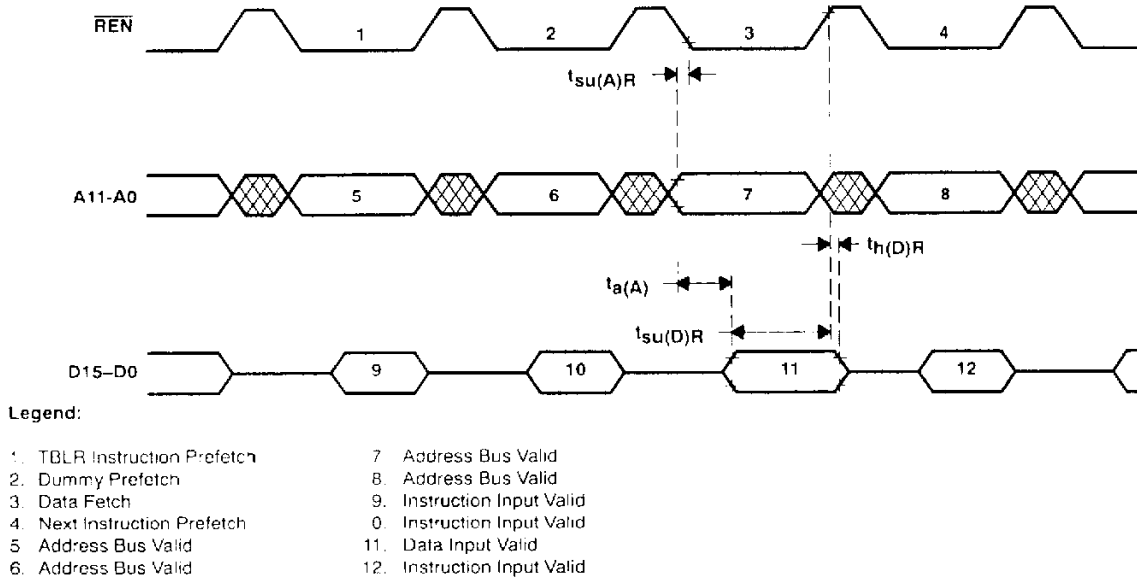 REN
1
2
3
4
tsu(A)R
A11-A0
5
6
7
8
th(D)R
ta(A)
tsu(D)R
D15–D0
9
10
11
12
Legend:
1. TBLR Instruction Prefetch
2. Dummy Prefetch
3. Data Fetch
4. Next Instruction Prefetch
5 Address Bus Valid
6. Address Bus Valid
7 Address Bus Valid
8. Address Bus Valid
9. Instruction Input Valid
0. Instruction Input Valid
11. Data Input Valid
12. Instruction Input Valid